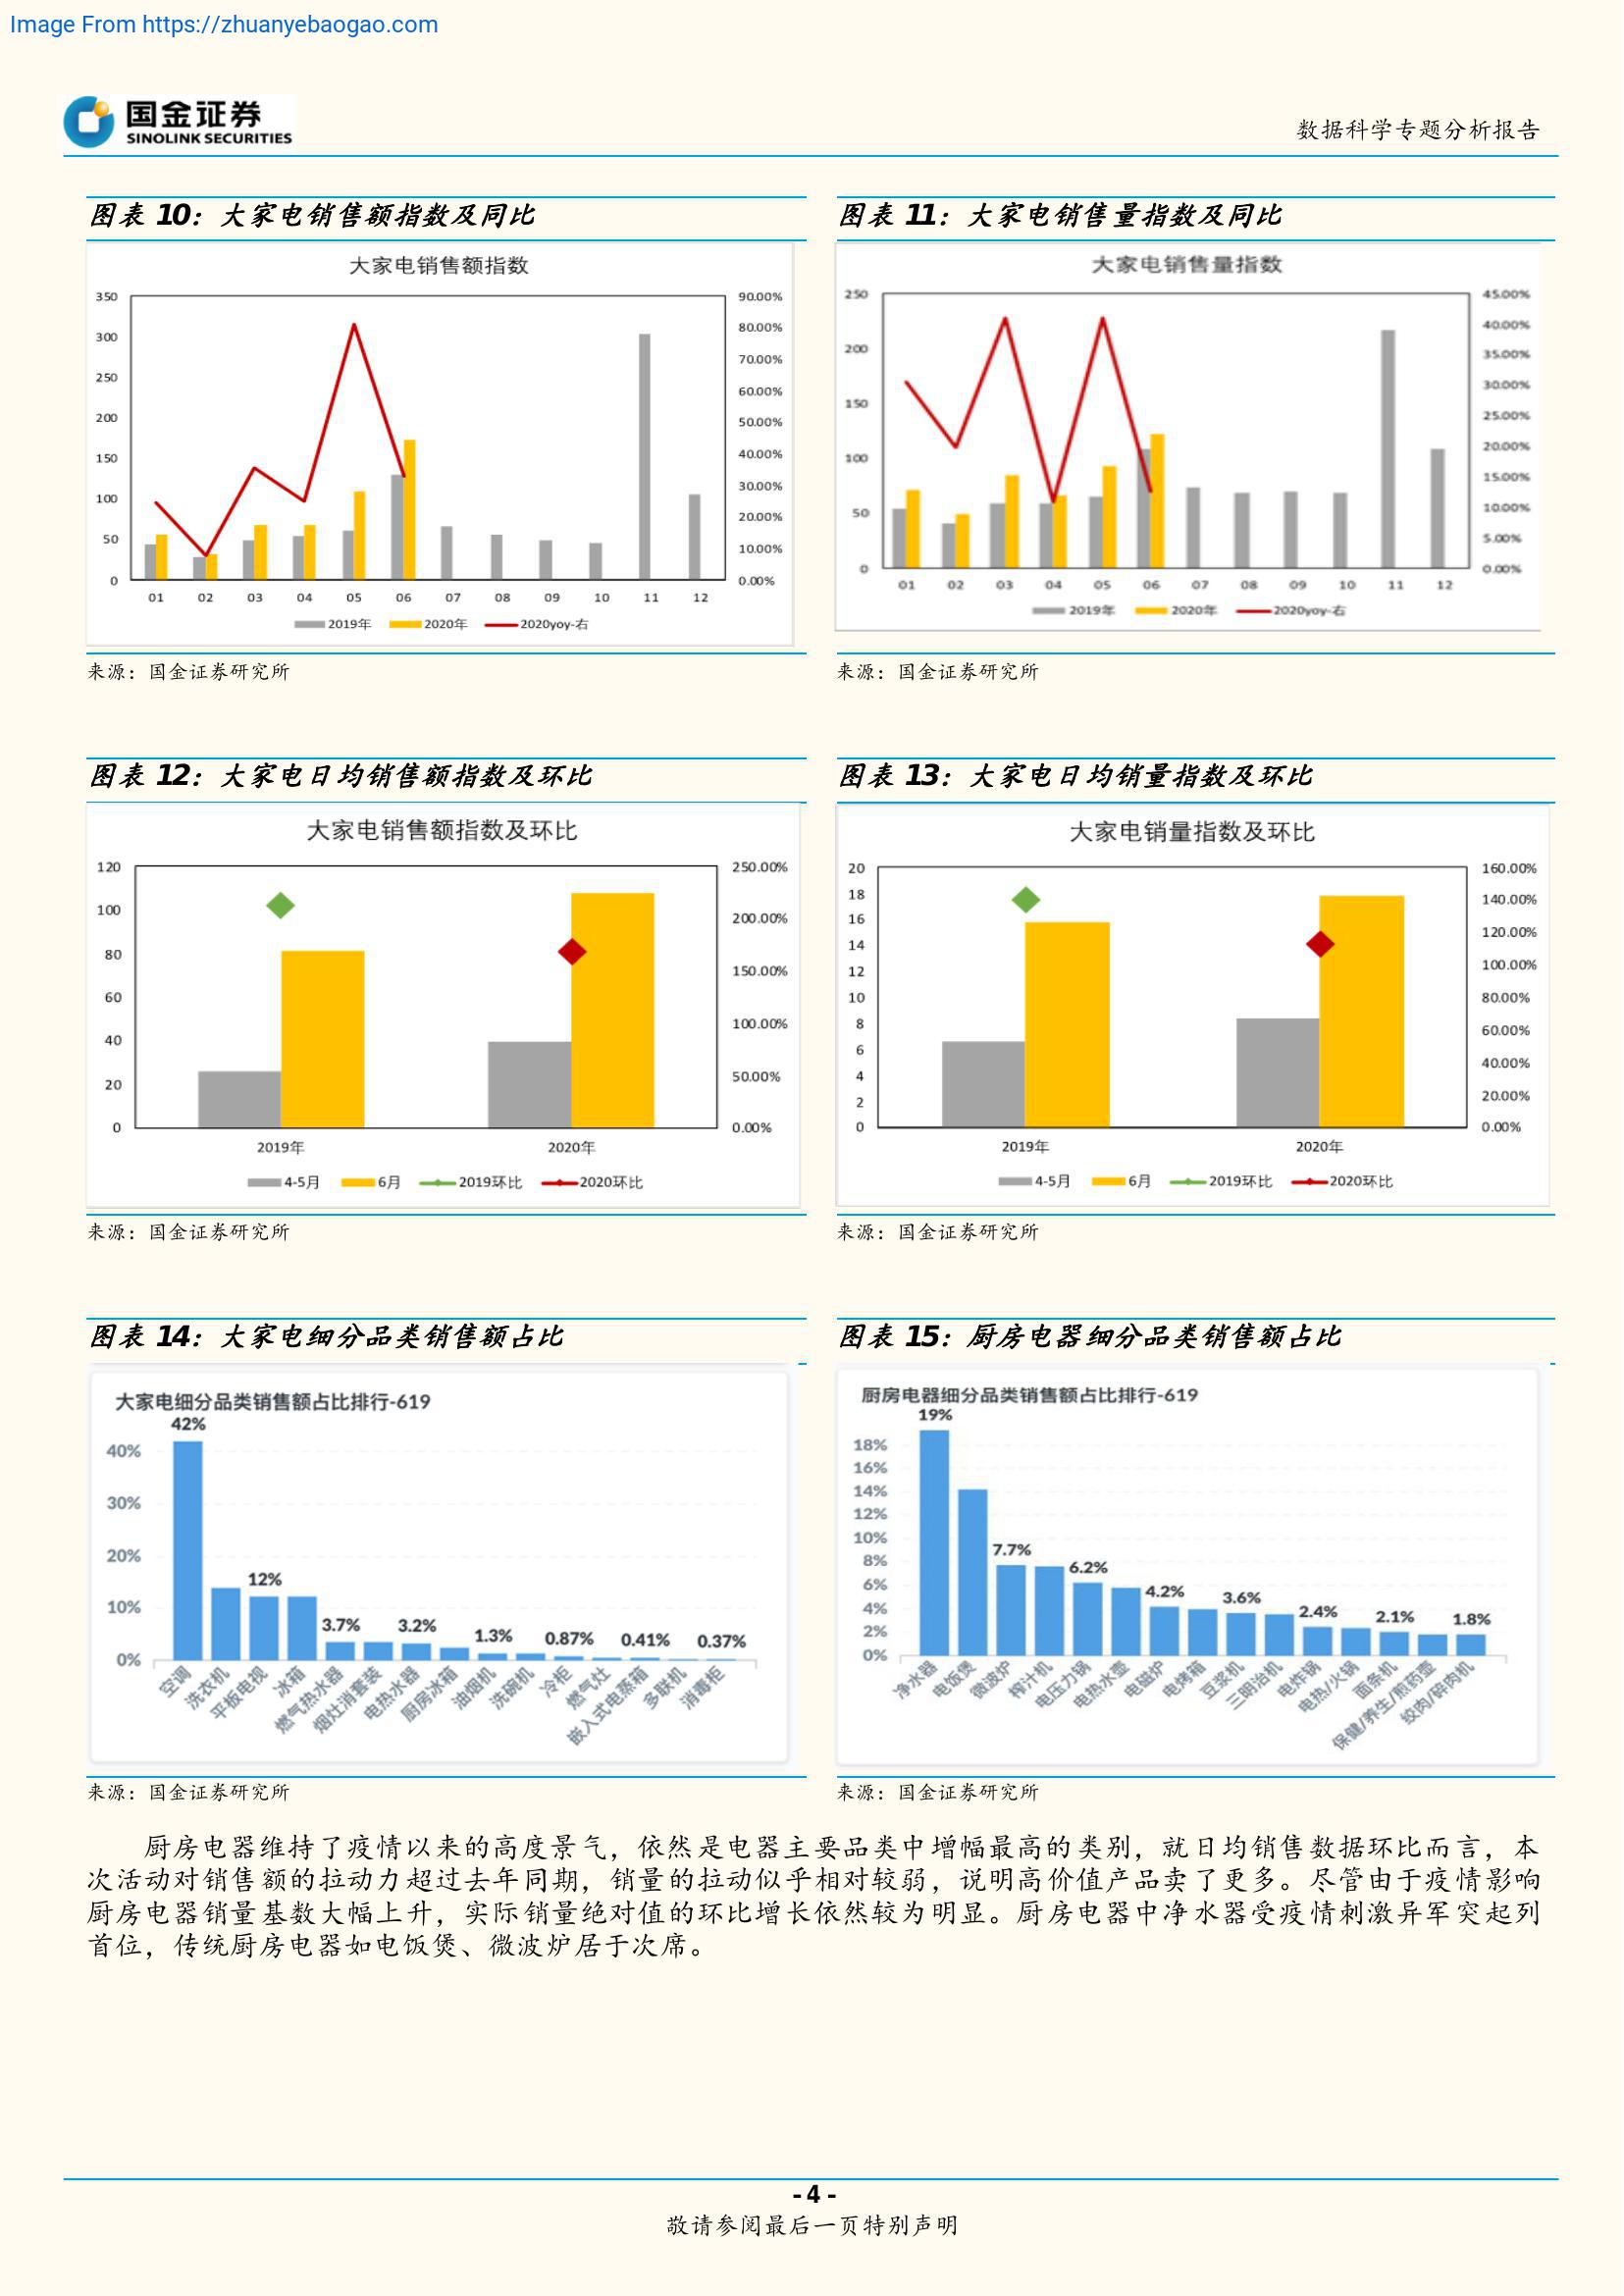 Image From https://zhuanyebaogao.com
国金证券
SINOLINK SECURITIES
数据科学专题分析报告
图表 10：大家电销售额指数及同比
大家电销售额指数
350
300
250
200
150
100
50
0
90.00%
80.00%
70.00%
60.00%
50.00%
40.00%
30.00%
20.00%
10.00%
0.00%
01 02 03 04 05 06 07 08 09 10 11 12
2019年 2020年 2020yoy-右
来源：国金证券研究所
图表 11：大家电销售量指数及同比
大家电销售量指数
250
200
150
100
50
0
45.00%
40.00%
35.00%
30.00%
25.00%
20.00%
15.00%
10.00%
5.00%
0.00%
01 02 03 04 05 06 07 08 09 10 11 12
2019年 2020年 2020yoy-右
来源：国金证券研究所
图表 12：大家电日均销售额指数及环比
大家电销售额指数及环比
120
100
80
60
40
20
0
250.00%
200.00%
150.00%
100.00%
50.00%
0.00%
2019年 2020年
4-5月 6月 2019环比 2020环比
来源：国金证券研究所
图表 13：大家电日均销量指数及环比
大家电销量指数及环比
20
18
16
14
12
10
8
6
4
2
0
160.00%
140.00%
120.00%
100.00%
80.00%
60.00%
40.00%
20.00%
0.00%
2019年 2020年
4-5月 6月 2019环比 2020环比
来源：国金证券研究所
图表 14：大家电细分品类销售额占比
大家电细分品类销售额占比排行-619
40%
30%
20%
10%
0%
42% 12% 3.7% 3.2% 1.3% 0.87% 0.41% 0.37%
空调 洗衣机 平板电视 冰箱 燃气热水器 烟灶消套装 电热水器 厨房冰箱 油烟机 洗碗机 冷柜 燃气灶 嵌入式电蒸箱 多联机 消毒柜
来源：国金证券研究所
图表 15：厨房电器细分品类销售额占比
厨房电器细分品类销售额占比排行-619
18%
16%
14%
12%
10%
8%
6%
4%
2%
0%
19% 7.7% 6.2% 4.2% 3.6% 2.4% 2.1% 1.8%
净水器 电饭煲 微波炉 榨汁机 电压力锅 电热水壶 电磁炉 电烤箱 豆浆机 三明治机 电炸锅 电热/火锅 面条机 保健/养生/煎药壶 绞肉/碎肉机
来源：国金证券研究所
厨房电器维持了疫情以来的高度景气，依然是电器主要品类中增幅最高的类别，就日均销售数据环比而言，本
次活动对销售额的拉动力超过去年同期，销量的拉动似乎相对较弱，说明高价值产品卖了更多。尽管由于疫情影响
厨房电器销量基数大幅上升，实际销量绝对值的环比增长依然较为明显。厨房电器中净水器受疫情刺激异军突起列
首位，传统厨房电器如电饭煲、微波炉居于次席。
- 4 -
敬请参阅最后一页特别声明